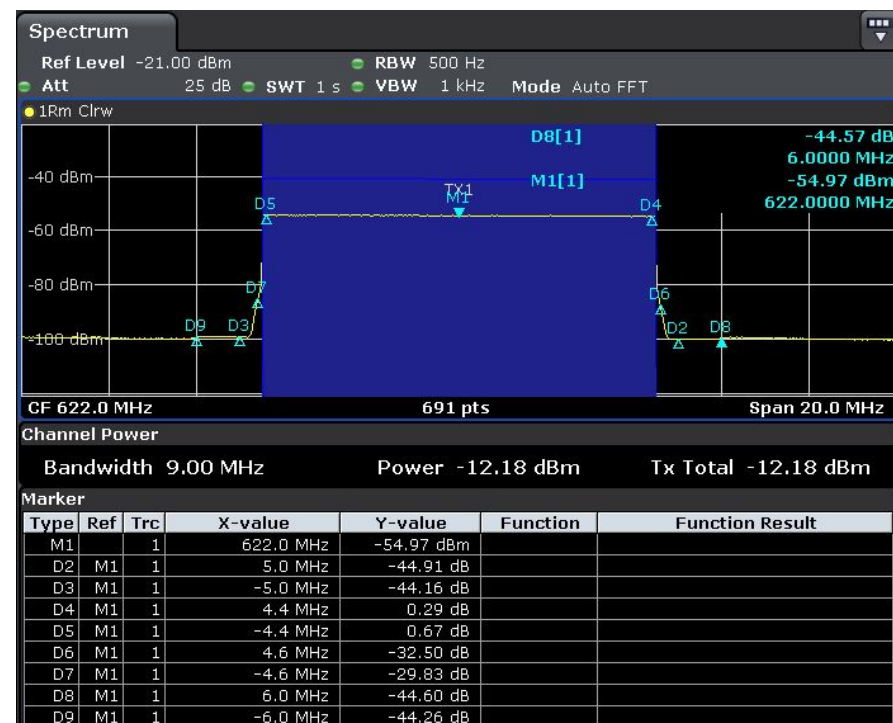 Spectrum
Ref Level -21.00 dBm RBW 500 Hz
Att 25 dB SWT 1 s VBW 1 kHz Mode Auto FFT
1Rm Clrw
D8[1] -44.57 dB
6.0000 MHz
M1[1] -54.97 dBm
622.0000 MHz
-40 dBm
TX1
M1
D5
D4
-60 dBm
-80 dBm
D7
D6
D9
D3
D2
D8
-100 dBm
CF 622.0 MHz 691 pts Span 20.0 MHz
Channel Power
Bandwidth 9.00 MHz Power -12.18 dBm Tx Total -12.18 dBm
Marker
Type Ref Trc X-value Y-value Function Function Result
M1 1 622.0 MHz -54.97 dBm
D2 M1 1 5.0 MHz -44.91 dB
D3 M1 1 -5.0 MHz -44.16 dB
D4 M1 1 4.4 MHz 0.29 dB
D5 M1 1 -4.4 MHz 0.67 dB
D6 M1 1 4.6 MHz -32.50 dB
D7 M1 1 -4.6 MHz -29.83 dB
D8 M1 1 6.0 MHz -44.60 dB
D9 M1 1 -6.0 MHz -44.26 dB